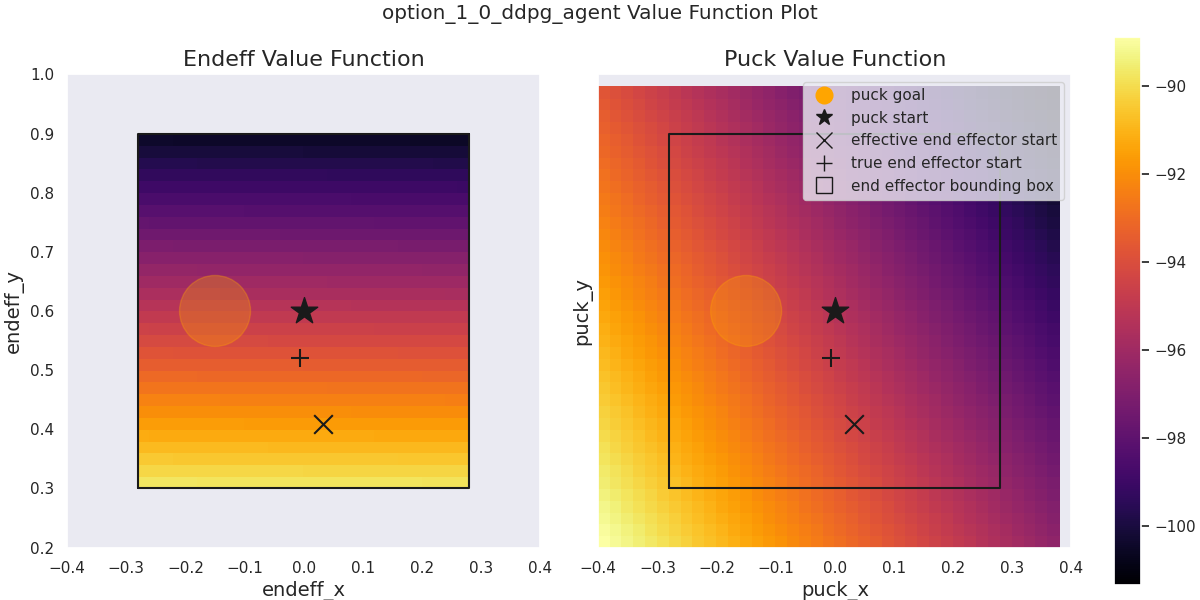 option_1_0_ddpg_agent Value Function Plot
Endeff Value Function
Puck Value Function
1.0
0.9
0.8
0.7
0.6
0.5
0.4
0.3
0.2
endeff_y
−0.4 −0.3 −0.2 −0.1 0.0 0.1 0.2 0.3 0.4
endeff_x
puck_y
puck goal
puck start
effective end effector start
true end effector start
end effector bounding box
−0.4 −0.3 −0.2 −0.1 0.0 0.1 0.2 0.3 0.4
puck_x
−90
−92
−94
−96
−98
−100